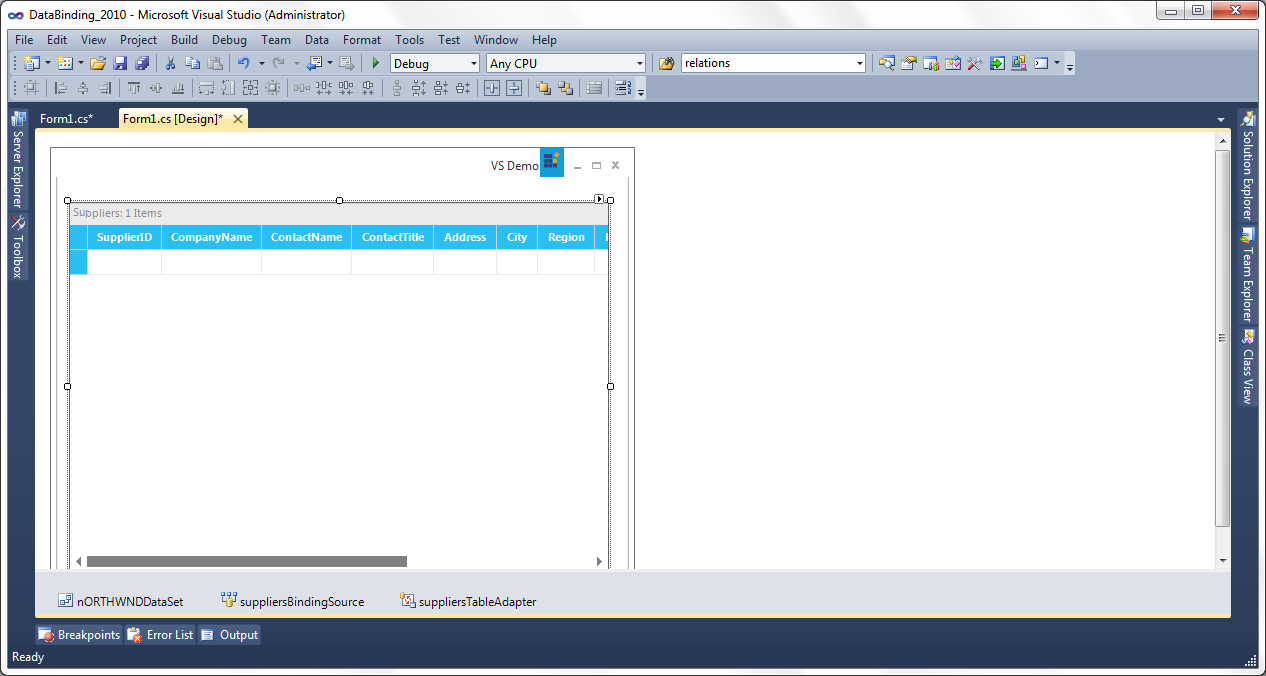 DataBinding_2010 - Microsoft Visual Studio (Administrator)
File Edit View Project Build Debug Team Data Format Tools Test Window Help
Debug Any CPU relations
Form1.cs* Form1.cs [Design]*
Server Explorer
Toolbox
VS Demo
Suppliers: 1 Items
SupplierID CompanyName ContactName ContactTitle Address City Region
Solution Explorer
Team Explorer
Class View
nORTHWNDDataSet suppliersBindingSource suppliersTableAdapter
Breakpoints Error List Output
Ready